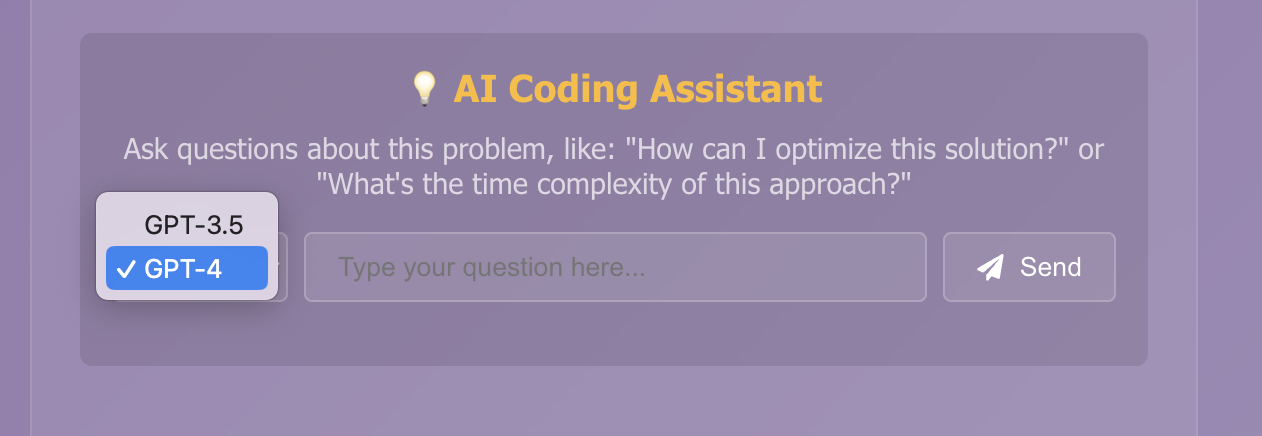 💡 AI Coding Assistant
Ask questions about this problem, like: "How can I optimize this solution?" or
"What's the time complexity of this approach?"
GPT-3.5
✓ GPT-4
Type your question here...
Send